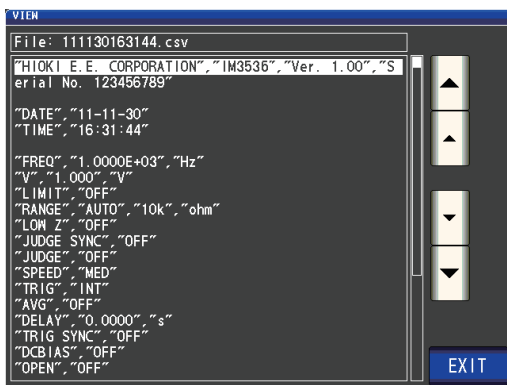 VIEW
File: 111130163144.csv
"HIOKI E.E. CORPORATION","IM3536","Ver. 1.00","S
erial No. 123456789"
"DATE","11-11-30"
"TIME","16:31:44"
"FREQ","1.0000E+03","Hz"
"V","1.000","V"
"LIMIT","OFF"
"RANGE","AUTO","10k","ohm"
"LOW Z","OFF"
"JUDGE SYNC","OFF"
"JUDGE","OFF"
"SPEED","MED"
"TRIG","INT"
"AVG","OFF"
"DELAY","0.0000","s"
"TRIG SYNC","OFF"
"DCBIAS","OFF"
"OPEN","OFF"
EXIT